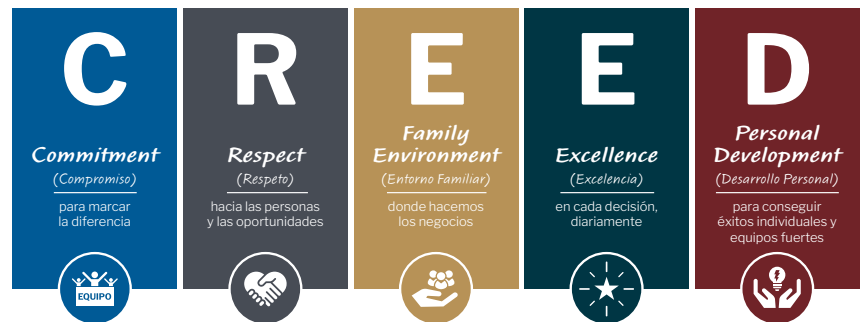 C
Commitment
(Compromiso)
para marcar
la diferencia
EQUIPO
R
Respect
(Respeto)
hacia las personas
y las oportunidades
E
Family
Environment
(Entorno Familiar)
donde hacemos
los negocios
E
Excellence
(Excelencia)
en cada decisión,
diariamente
D
Personal
Development
(Desarrollo Personal)
para conseguir
éxitos individuales y
equipos fuertes